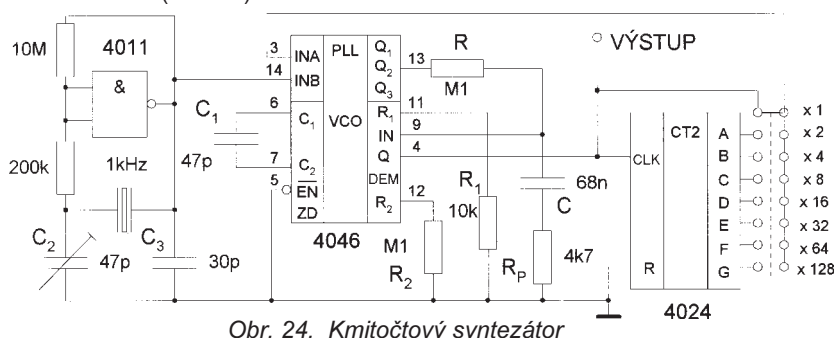 10M
4011
&
200k
1kHz
C2
47p
C3
30p
C1
47p
3
14
6
7
5
INA
INB
C1
C2
EN
ZD
PLL
VCO
Q1
Q2
Q3
R1
IN
Q
DEM
R2
4046
13
11
9
4
12
R
M1
R1
10k
M1
R2
68n
C
RP
4k7
VÝSTUP
CLK
R
CT2
A
B
C
D
E
F
G
4024
x 1
x 2
x 4
x 8
x 16
x 32
x 64
x 128
Obr. 24. Kmitočtový syntezátor